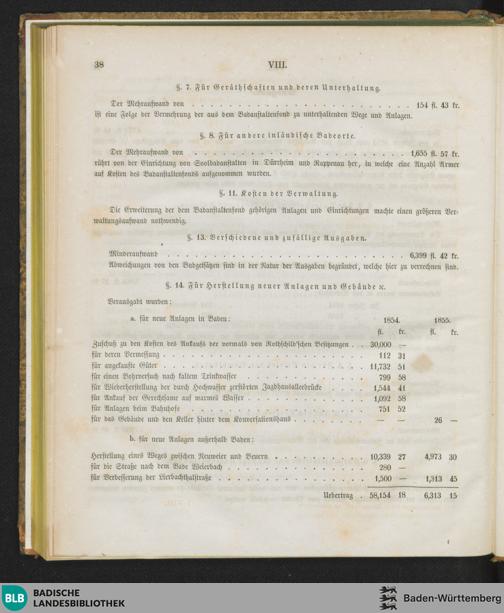 38 VIII.
§. 7. Für Geräthschaften und deren Unterhaltung.
Der Mehraufwand von . . . . . . . . . . . . . . . . 154 fl. 43 kr.
ist eine Folge der Vermehrung der aus dem Badanstaltenfond zu unterhaltenden Wege und Anlagen.
§. 8. Für andere inländische Badeorte.
Der Mehraufwand von . . . . . . . . . . . . . . . . 1,655 fl. 57 kr.
rührt von der Einrichtung von Soolbadanstalten in Dürrheim und Rappenau her, in welche eine Anzahl Armer
auf Kosten des Badanstaltenfonds aufgenommen wurden.
§. 11. Kosten der Verwaltung.
Die Erweiterung der dem Badanstaltenfond gehörigen Anlagen und Einrichtungen machte einen größeren Ver-
waltungsaufwand nothwendig.
§. 13. Verschiedene und zufällige Ausgaben.
Minderaufwand . . . . . . . . . . . . . . . . 6,399 fl. 42 kr.
Abweichungen von den Budgetsätzen sind in der Natur der Ausgaben begründet, welche hier zu verrechnen sind.
§. 14. Für Herstellung neuer Anlagen und Gebäude ꝛc.
Verausgabt wurden:
a. für neue Anlagen in Baden: 1854. 1855.
fl. kr. fl. kr.
Zuschuß zu den Kosten des Ankaufs der vormals von Rothschild'schen Besitzungen . . 30,000 —
für deren Vermessung . . . . . . . . . . 112 31
für angekaufte Güter . . . . . . . . . . 11,732 51
für einen Bohrversuch nach kaltem Trinkwasser . . . . . . 799 58
für Wiederherstellung der durch Hochwasser zerstörten Jagdhausalleebrücke . . . 1,544 41
für Ankauf der Gerechtsame auf warmes Wasser . . . . . . 1,092 58
für Anlagen beim Bahnhofe . . . . . . . . . . 751 52
für das Gebäude und den Keller hinter dem Konversationshaus . . . . — — 26 —
b. für neue Anlagen außerhalb Baden:
Herstellung eines Weges zwischen Neuweier und Beuern . . . . . . 10,339 27 4,973 30
für die Straße nach dem Bade Weierbach . . . . . . . . 280 —
für Verbesserung der Lierbachthalstraße . . . . . . . . 1,500 — 1,313 45
Uebertrag . 58,154 18 6,313 15
BLB BADISCHE
LANDESBIBLIOTHEK
Baden-Württemberg